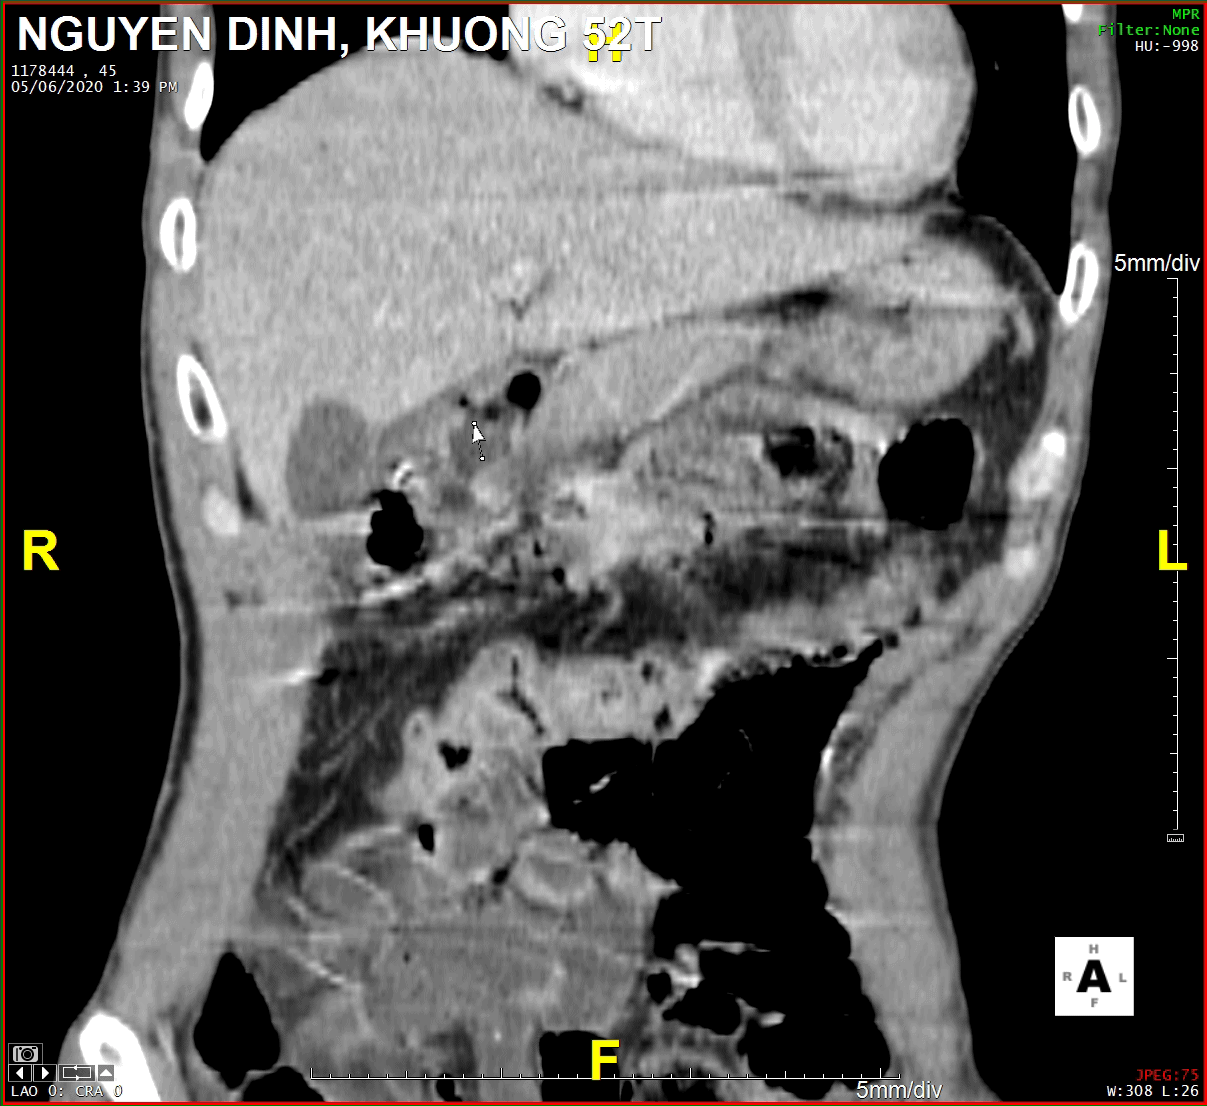 NGUYEN DINH, KHUONG 52T
H
1178444 , 45
05/06/2020 1:39 PM
MPR
Filter:None
HU:-998
5mm/div
R
L
H
R A L
F
F
5mm/div
LAO 0: CRA 0
JPEG:75
W:308 L:26